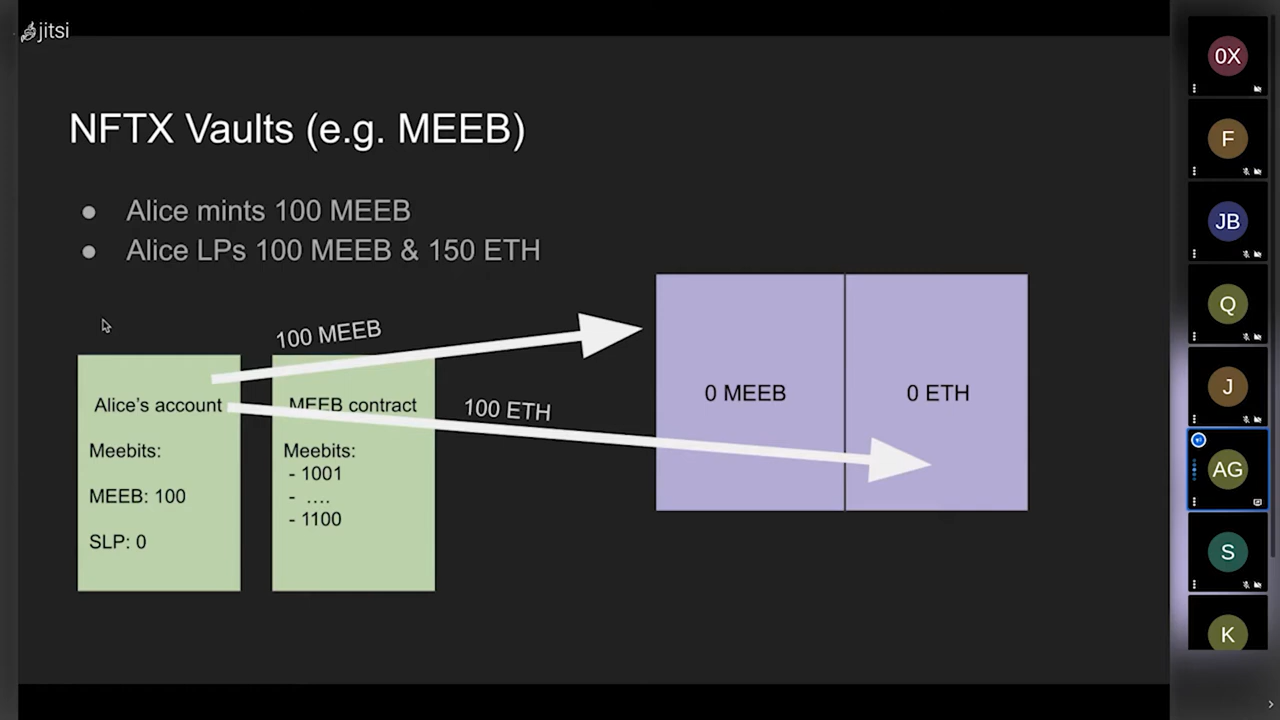 jitsi
NFTX Vaults (e.g. MEEB)
● Alice mints 100 MEEB
● Alice LPs 100 MEEB & 150 ETH
100 MEEB
100 ETH
Alice's account
Meebits:
MEEB: 100
SLP: 0
MEEB contract
Meebits:
- 1001
- ....
- 1100
0 MEEB
0 ETH
0X
F
JB
Q
J
AG
S
K